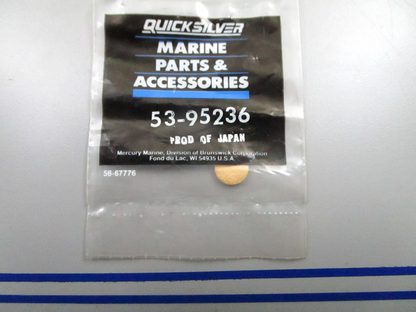 QUICKSILVER
MARINE
PARTS &
ACCESSORIES
53-95236
PROD OF JAPAN
Mercury Marine, Division of Brunswick Corporation
Fond du Lac, WI 54935 U.S.A.
58-67776